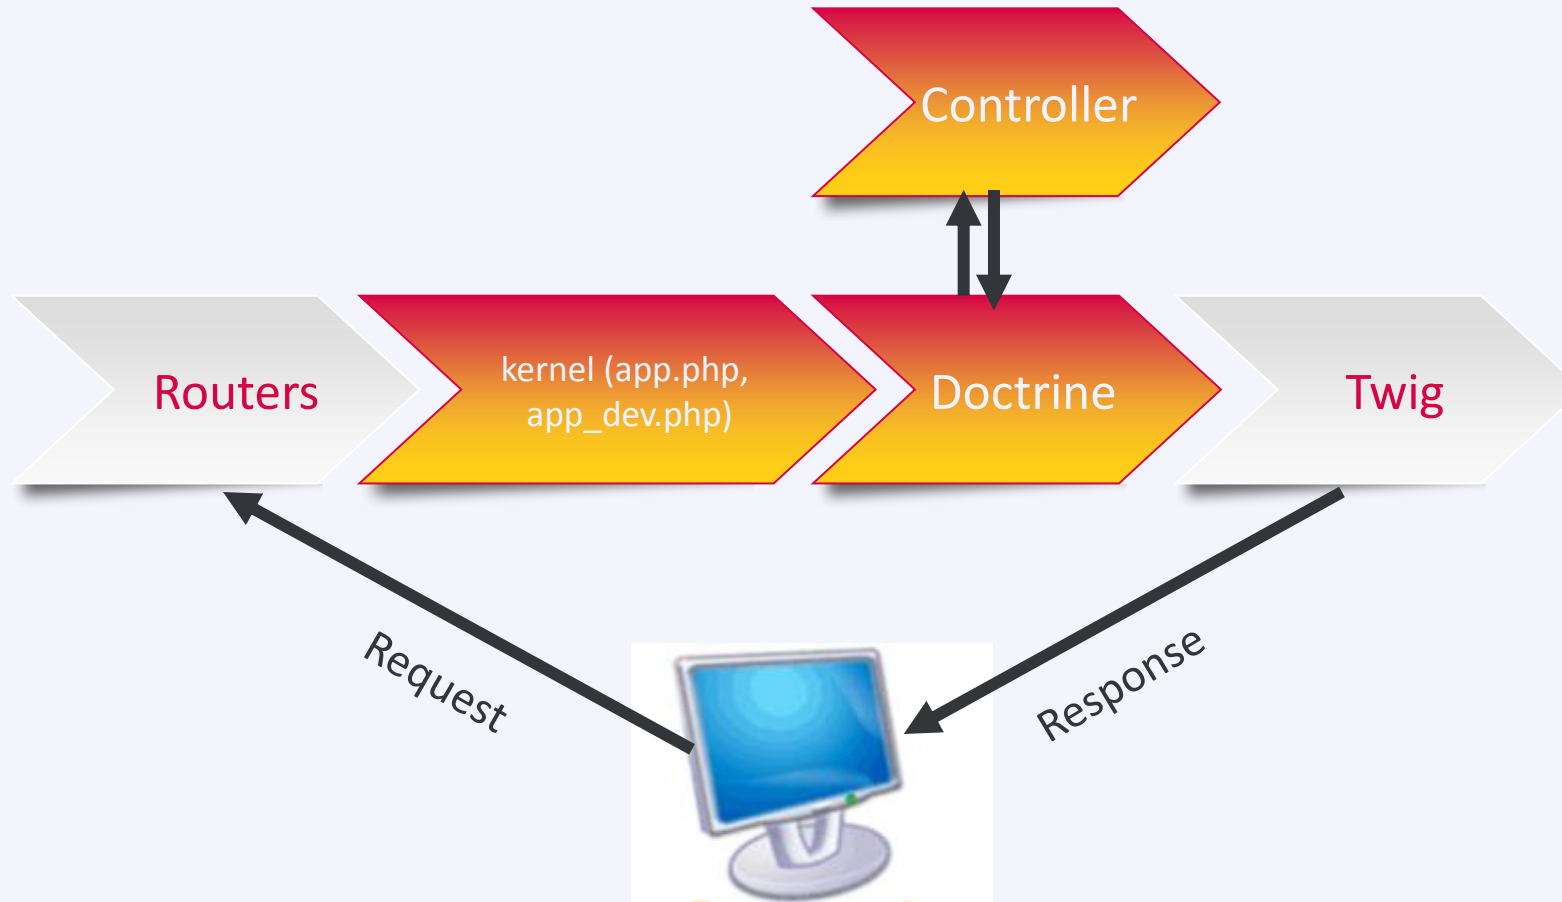 Controller
Routers
kernel (app.php,
app_dev.php)
Doctrine
Twig
Request
Response